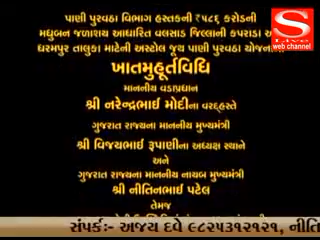 પાણી પુરવઠા વિભાગ હસ્તકની ₹૫૮૬ કરોડની
મધુબન જળાશય આધારિત વલસાડ જિલ્લાની કપરાડા અ
ધરમપુર તાલુકા માટેની અસ્ટોલ જૂથ પાણી પુરવઠા યોજના
ખાતમુહૂર્તવિધિ
માનનીય વડાપ્રધાન
શ્રી નરેન્દ્રભાઈ મોદીના વરદ્હસ્તે
ગુજરાત રાજ્યના માનનીય મુખ્યમંત્રી
શ્રી વિજયભાઈ રૂપાણીના અધ્યક્ષ સ્થાને
અને
ગુજરાત રાજ્યના માનનીય નાયબ મુખ્યમંત્રી
શ્રી નીતિનભાઈ પટેલ
તેમજ
S
Live
web channel
સંપર્કઃ- અજય દવે ૯૮૨૫૩૧૨૧૨૧, નીતિ